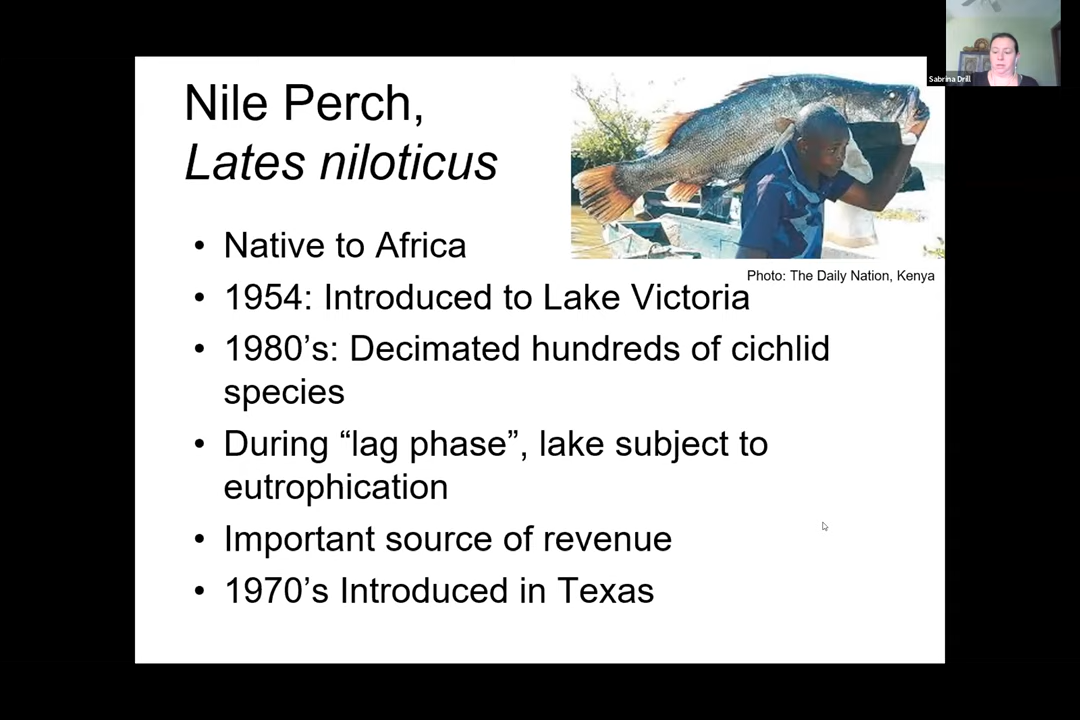 Sabrina Drill
Nile Perch,
Lates niloticus
Photo: The Daily Nation, Kenya
• Native to Africa
• 1954: Introduced to Lake Victoria
• 1980’s: Decimated hundreds of cichlid
species
• During “lag phase”, lake subject to
eutrophication
• Important source of revenue
• 1970’s Introduced in Texas